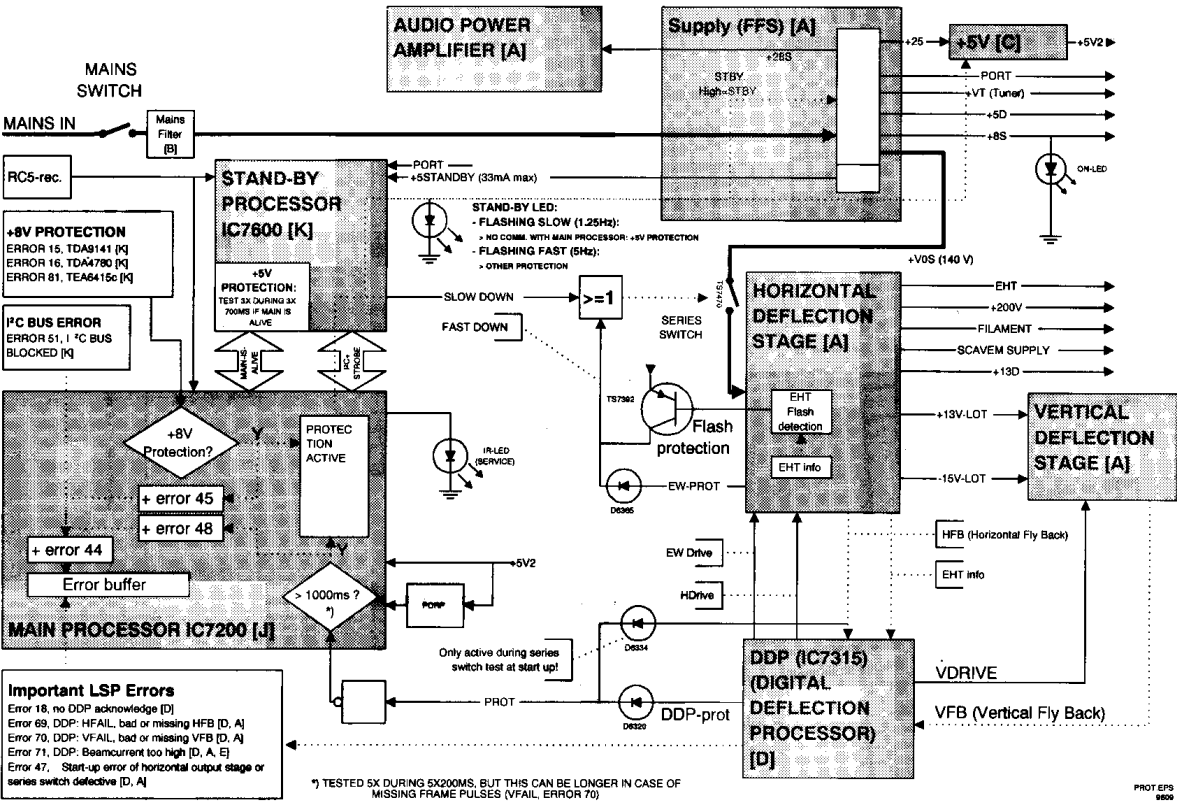 AUDIO POWER
AMPLIFIER [A]
Supply (FFS) [A]
+28S
STBY
High=STBY
+25
+5V [C]
+5V2
PORT
+VT (Tuner)
+5D
+8S
ON-LED
MAINS
SWITCH
MAINS IN
Mains
Filter
[B]
RC5-rec.
STAND-BY
PROCESSOR
IC7600 [K]
PORT
+5STANDBY (33mA max)
STAND-BY LED:
- FLASHING SLOW (1.25Hz):
> NO COMM. WITH MAIN PROCESSOR: +5V PROTECTION
- FLASHING FAST (5Hz):
> OTHER PROTECTION
+8V PROTECTION
ERROR 15, TDA9141 [K]
ERROR 16, TDA4780 [K]
ERROR 81, TEA6415c [K]
+5V
PROTECTION:
TEST 3X DURING 3X
700MS IF MAIN IS
ALIVE
I²C BUS ERROR
ERROR 51, I ²C BUS
BLOCKED [K]
MAIN-IS-
ALIVE
I²C+
STROBE
SLOW DOWN
>=1
FAST DOWN
SERIES
SWITCH
TS7470
+V0S (140 V)
HORIZONTAL
DEFLECTION
STAGE [A]
EHT
+200V
FILAMENT
SCAVEM SUPPLY
+13D
EHT
Flash
detection
EHT info
+13V-LOT
-15V-LOT
VERTICAL
DEFLECTION
STAGE [A]
TS7392
Flash
protection
EW-PROT
D6365
+8V
Protection?
Y
PROTEC
TION
ACTIVE
+ error 45
+ error 48
+ error 44
Error buffer
Y
> 1000ms ?
*)
MAIN PROCESSOR IC7200 [J]
IR-LED
(SERVICE)
+5V2
POR*
EW Drive
HDrive
HFB (Horizontal Fly Back)
EHT info
Only active during series
switch test at start up!
D6334
PROT
D6320
DDP-prot
DDP (IC7315)
(DIGITAL
DEFLECTION
PROCESSOR)
[D]
VDRIVE
VFB (Vertical Fly Back)
Important LSP Errors
Error 18, no DDP acknowledge [D]
Error 69, DDP: HFAIL, bad or missing HFB [D, A]
Error 70, DDP: VFAIL, bad or missing VFB [D, A]
Error 71, DDP: Beamcurrent too high [D, A, E]
Error 47, Start-up error of horizontal output stage or
series switch defective [D, A]
*) TESTED 5X DURING 5X200MS, BUT THIS CAN BE LONGER IN CASE OF
MISSING FRAME PULSES (VFAIL, ERROR 70)
PROT.EPS
9609